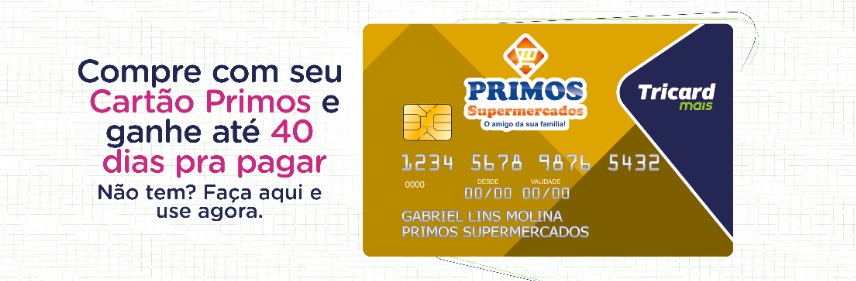 Compre com seu
Cartão Primos e
ganhe até 40
dias pra pagar
Não tem? Faça aqui e
use agora.
PRIMOS
Supermercados
O amigo da sua família!
Tricard
mais
1234 5678 9876 5432
0000
DESDE VALIDADE
00/00 00/00
GABRIEL LINS MOLINA
PRIMOS SUPERMERCADOS